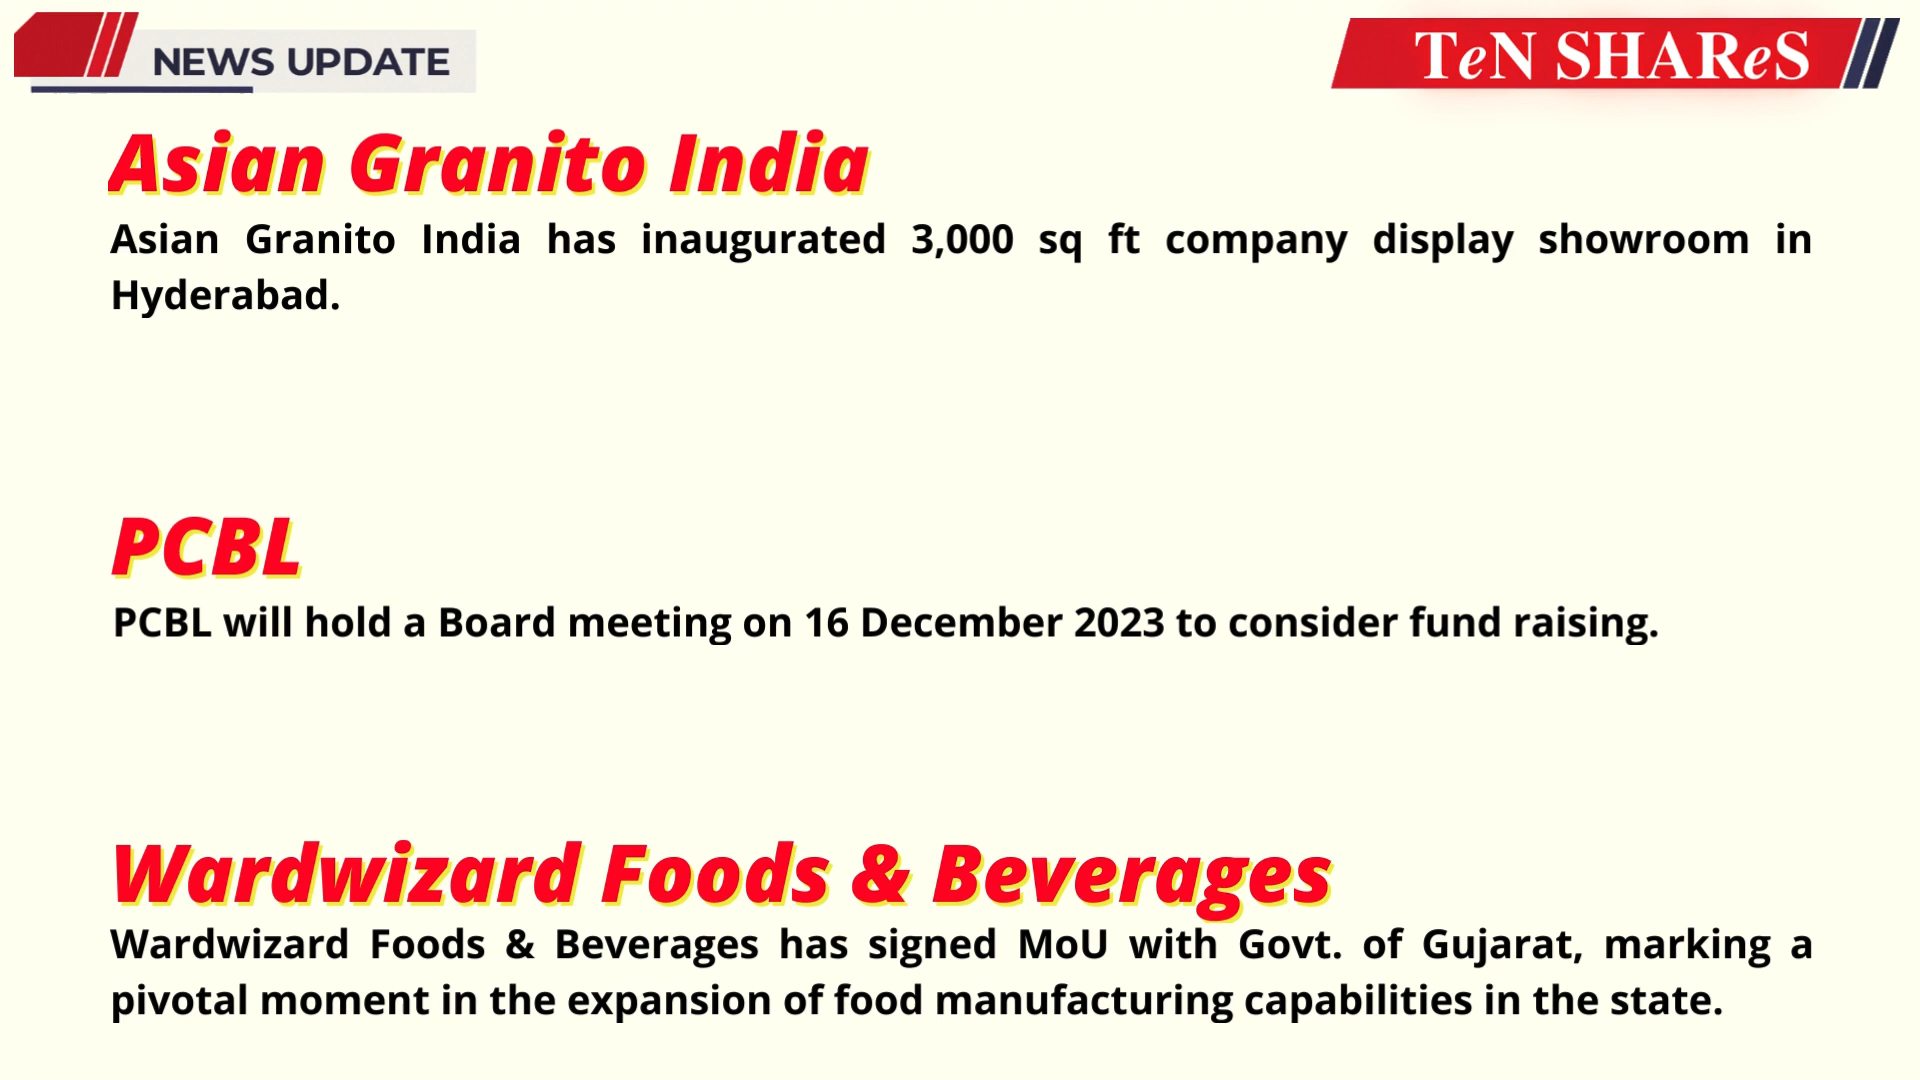 NEWS UPDATE
TeN SHAReS
Asian Granito India
Asian Granito India has inaugurated 3,000 sq ft company display showroom in
Hyderabad.
PCBL
PCBL will hold a Board meeting on 16 December 2023 to consider fund raising.
Wardwizard Foods & Beverages
Wardwizard Foods & Beverages has signed MoU with Govt. of Gujarat, marking a
pivotal moment in the expansion of food manufacturing capabilities in the state.